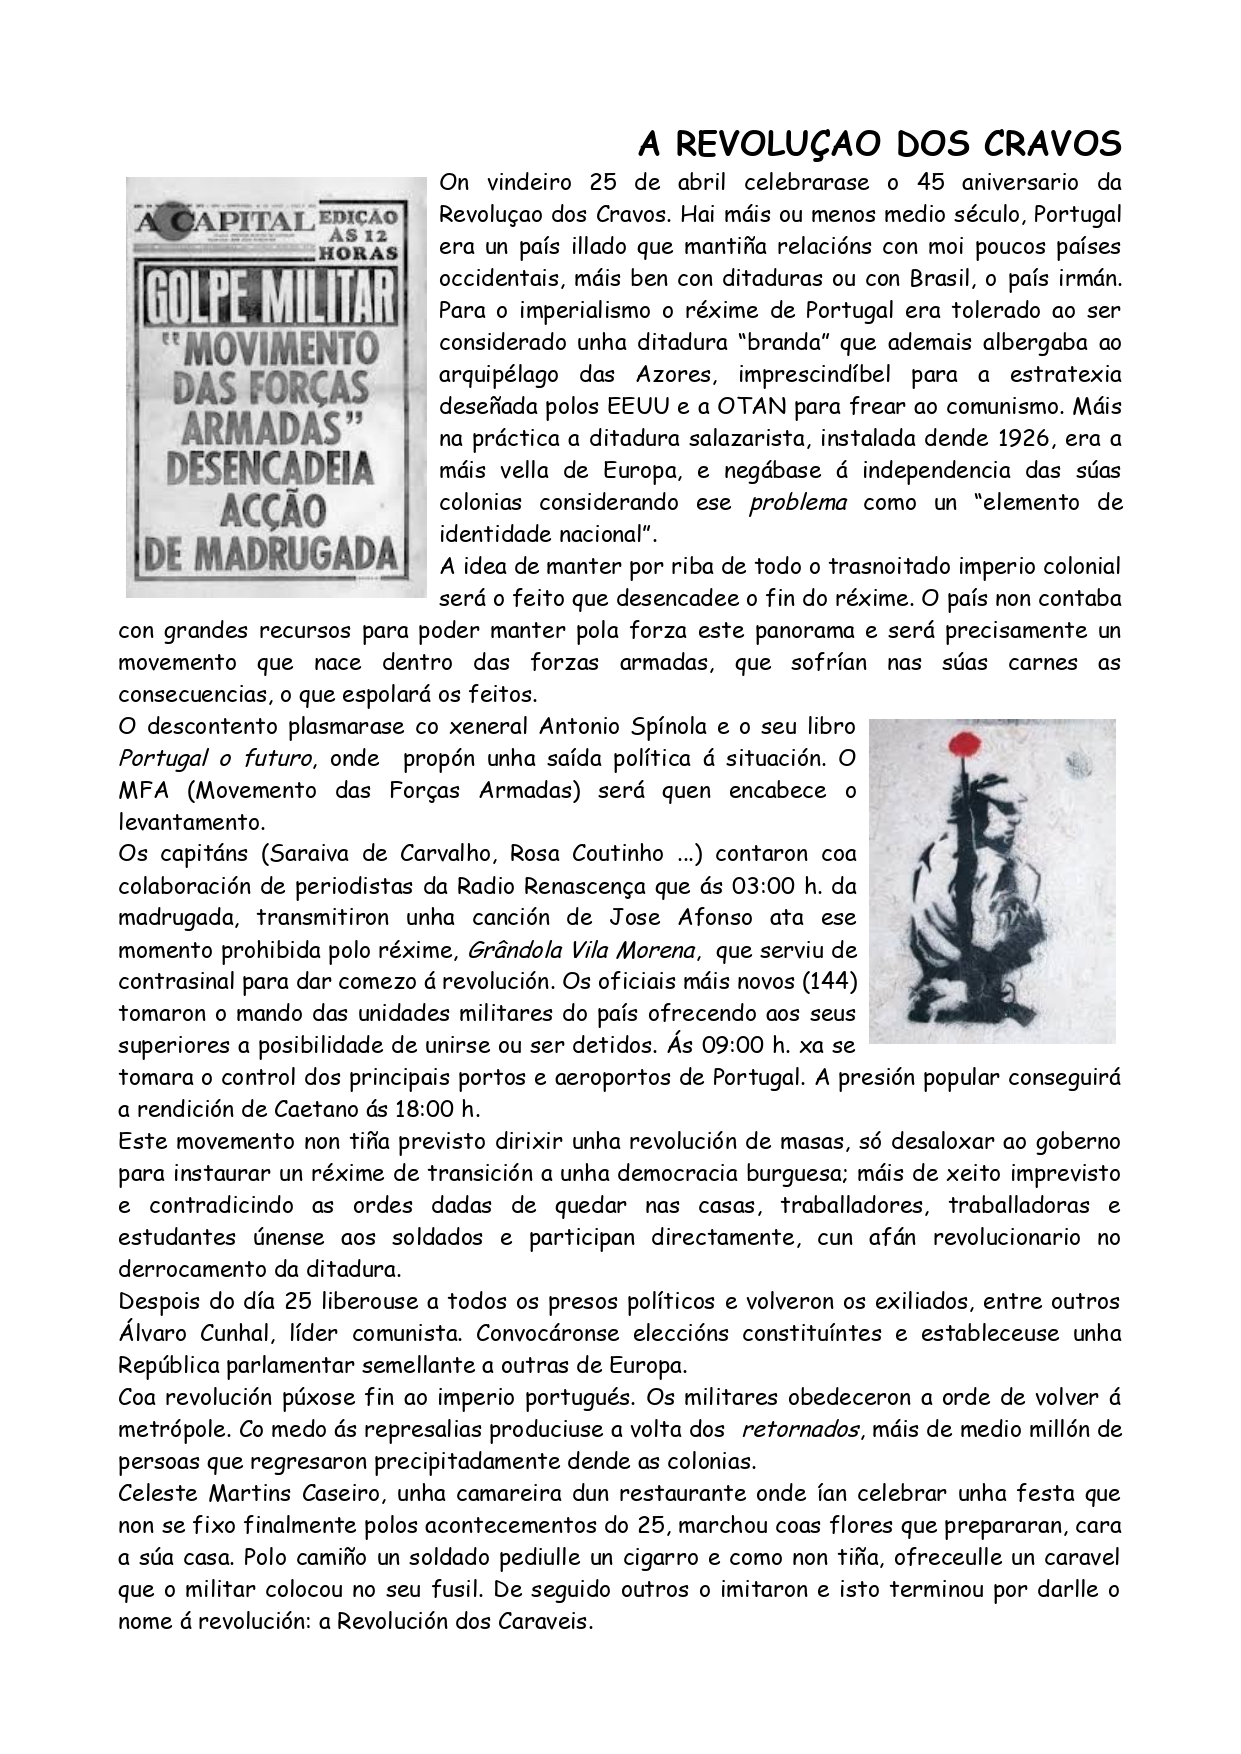 A REVOLUÇAO DOS CRAVOS
On vindeiro 25 de abril celebrarase o 45 aniversario da
Revoluçao dos Cravos. Hai máis ou menos medio século, Portugal
era un país illado que mantiña relacións con moi poucos países
occidentais, máis ben con ditaduras ou con Brasil, o país irmán.
Para o imperialismo o réxime de Portugal era tolerado ao ser
considerado unha ditadura “branda” que ademais albergaba ao
arquipélago das Azores, imprescindíbel para a estratexia
deseñada polos EEUU e a OTAN para frear ao comunismo. Máis
na práctica a ditadura salazarista, instalada dende 1926, era a
máis vella de Europa, e negábase á independencia das súas
colonias considerando ese problema como un “elemento de
identidade nacional”.
A idea de manter por riba de todo o trasnoitado imperio colonial
será o feito que desencadee o fin do réxime. O país non contaba
con grandes recursos para poder manter pola forza este panorama e será precisamente un
movemento que nace dentro das forzas armadas, que sofrían nas súas carnes as
consecuencias, o que espolará os feitos.
A CAPITAL
EDIÇÃO
ÀS 12
HORAS
GOLPE MILITAR
“MOVIMENTO
DAS FORÇAS
ARMADAS”
DESENCADEIA
ACÇÃO
DE MADRUGADA
O descontento plasmarase co xeneral Antonio Spínola e o seu libro
Portugal o futuro, onde propón unha saída política á situación. O
MFA (Movemento das Forças Armadas) será quen encabece o
levantamento.
Os capitáns (Saraiva de Carvalho, Rosa Coutinho ...) contaron coa
colaboración de periodistas da Radio Renascença que ás 03:00 h. da
madrugada, transmitiron unha canción de Jose Afonso ata ese
momento prohibida polo réxime, Grândola Vila Morena, que serviu de
contrasinal para dar comezo á revolución. Os oficiais máis novos (144)
tomaron o mando das unidades militares do país ofrecendo aos seus
superiores a posibilidade de unirse ou ser detidos. Ás 09:00 h. xa se
tomara o control dos principais portos e aeroportos de Portugal. A presión popular conseguirá
a rendición de Caetano ás 18:00 h.
Este movemento non tiña previsto dirixir unha revolución de masas, só desaloxar ao goberno
para instaurar un réxime de transición a unha democracia burguesa; máis de xeito imprevisto
e contradicindo as ordes dadas de quedar nas casas, traballadores, traballadoras e
estudantes únense aos soldados e participan directamente, cun afán revolucionario no
derrocamento da ditadura.
Despois do día 25 liberouse a todos os presos políticos e volveron os exiliados, entre outros
Álvaro Cunhal, líder comunista. Convocáronse eleccións constituíntes e estableceuse unha
República parlamentar semellante a outras de Europa.
Coa revolución púxose fin ao imperio portugués. Os militares obedeceron a orde de volver á
metrópole. Co medo ás represalias produciuse a volta dos retornados, máis de medio millón de
persoas que regresaron precipitadamente dende as colonias.
Celeste Martins Caseiro, unha camareira dun restaurante onde ían celebrar unha festa que
non se fixo finalmente polos acontecementos do 25, marchou coas flores que prepararan, cara
a súa casa. Polo camiño un soldado pediulle un cigarro e como non tiña, ofreceulle un caravel
que o militar colocou no seu fusil. De seguido outros o imitaron e isto terminou por darlle o
nome á revolución: a Revolución dos Caraveis.